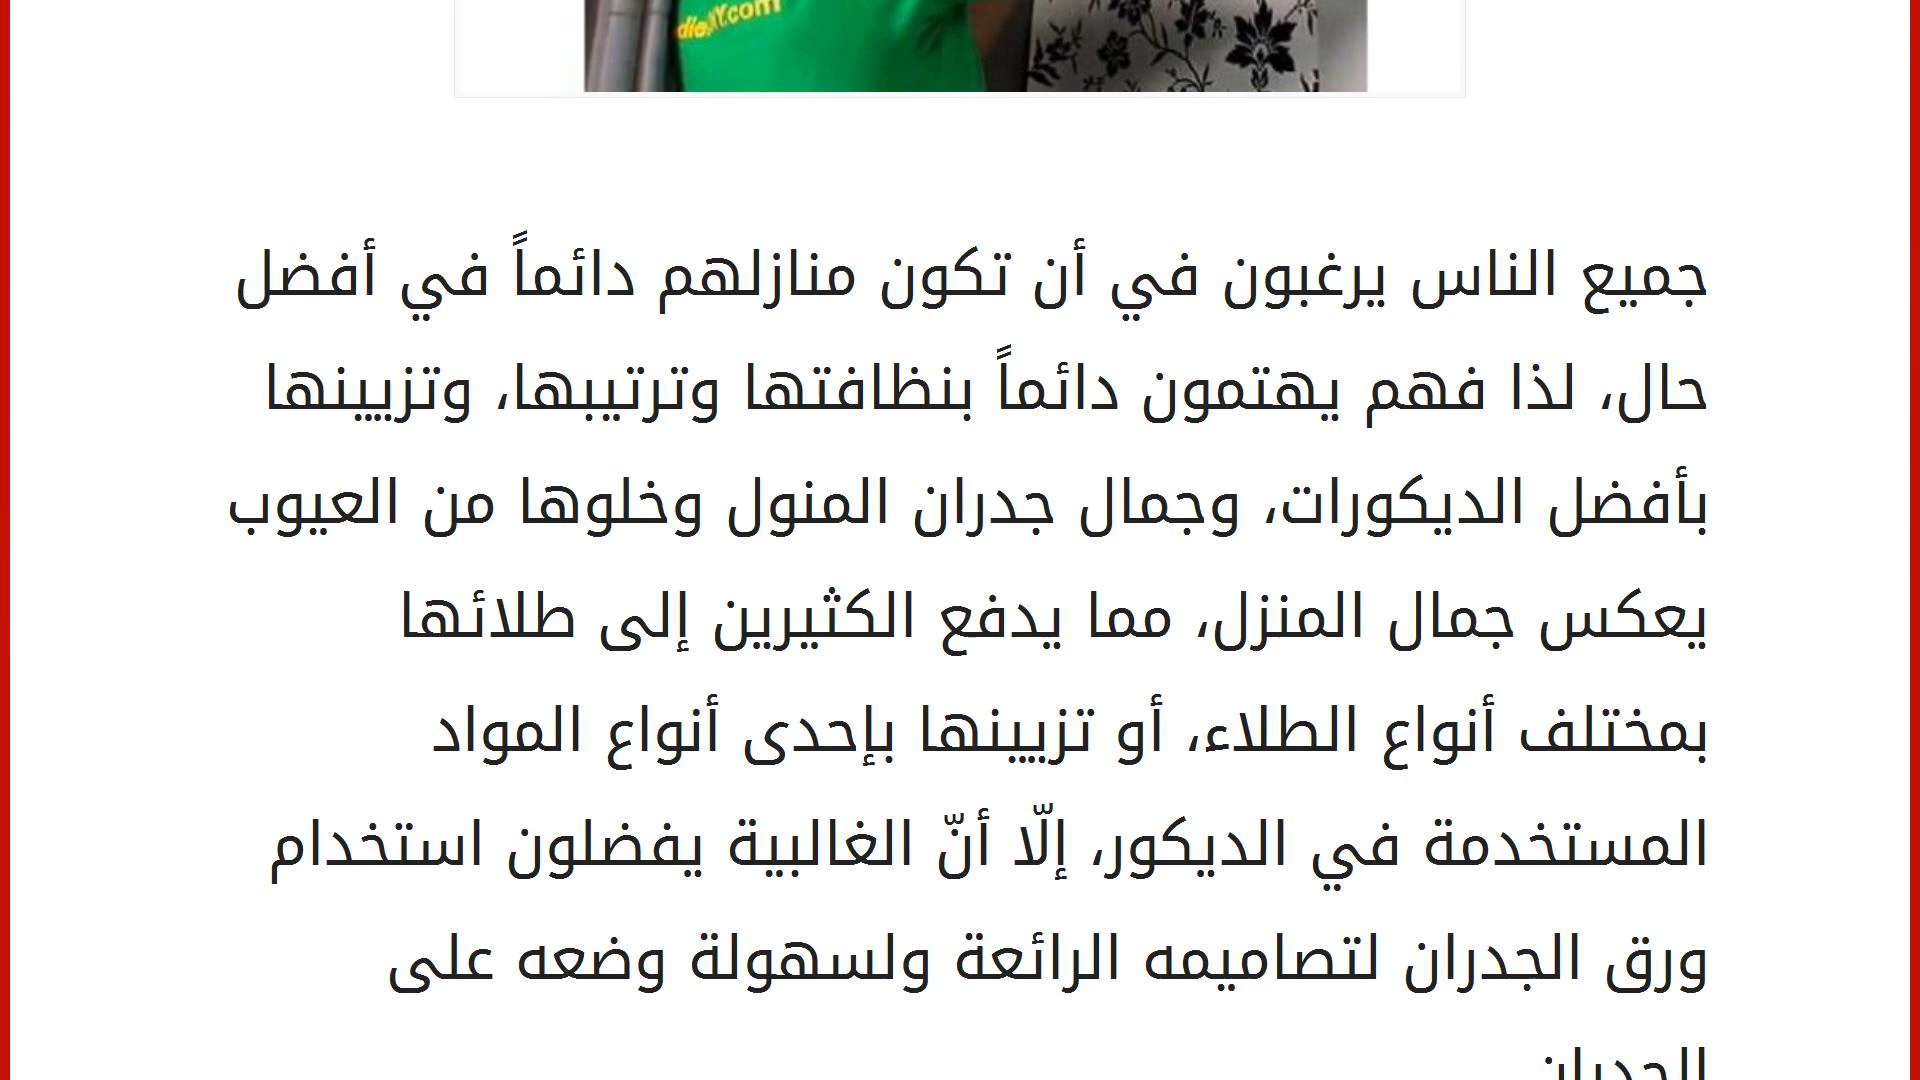 dieNY.com
جميع الناس يرغبون في أن تكون منازلهم دائماً في أفضل
حال، لذا فهم يهتمون دائماً بنظافتها وترتيبها، وتزيينها
بأفضل الديكورات، وجمال جدران المنول وخلوها من العيوب
يعكس جمال المنزل، مما يدفع الكثيرين إلى طلائها
بمختلف أنواع الطلاء، أو تزيينها بإحدى أنواع المواد
المستخدمة في الديكور، إلّا أنّ الغالبية يفضلون استخدام
ورق الجدران لتصاميمه الرائعة ولسهولة وضعه على
الجدران